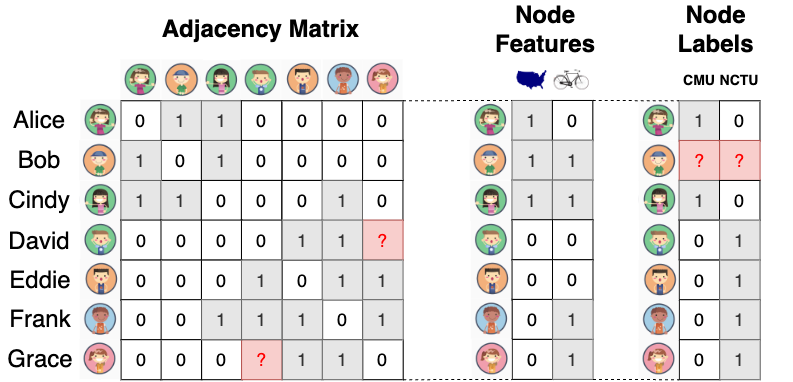 Adjacency Matrix Node Features Node Labels
CMU NCTU
Alice 0 1 1 0 0 0 0 1 0 1 0
Bob 1 0 1 0 0 0 0 1 1 ? ?
Cindy 1 1 0 0 0 1 0 1 1 1 0
David 0 0 0 0 1 1 ? 0 0 0 1
Eddie 0 0 0 1 0 1 1 0 0 0 1
Frank 0 0 1 1 1 0 1 0 1 0 1
Grace 0 0 0 ? 1 1 0 0 1 0 1